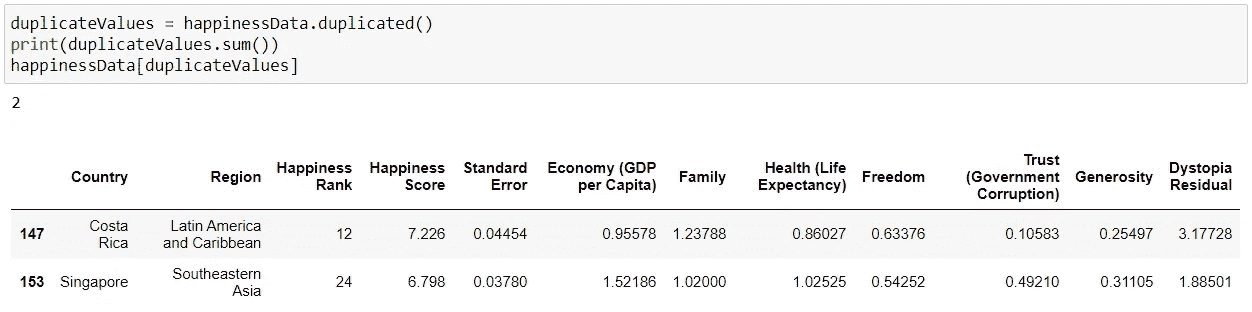 duplicateValues = happinessData.duplicated()
print(duplicateValues.sum())
happinessData[duplicateValues]
2
Country Region Happiness Rank Happiness Score Standard Error Economy (GDP per Capita) Family Health (Life Expectancy) Freedom Trust (Government Corruption) Generosity Dystopia Residual
147 Costa Rica Latin America and Caribbean 12 7.226 0.04454 0.95578 1.23788 0.86027 0.63376 0.10583 0.25497 3.17728
153 Singapore Southeastern Asia 24 6.798 0.03780 1.52186 1.02000 1.02525 0.54252 0.49210 0.31105 1.88501